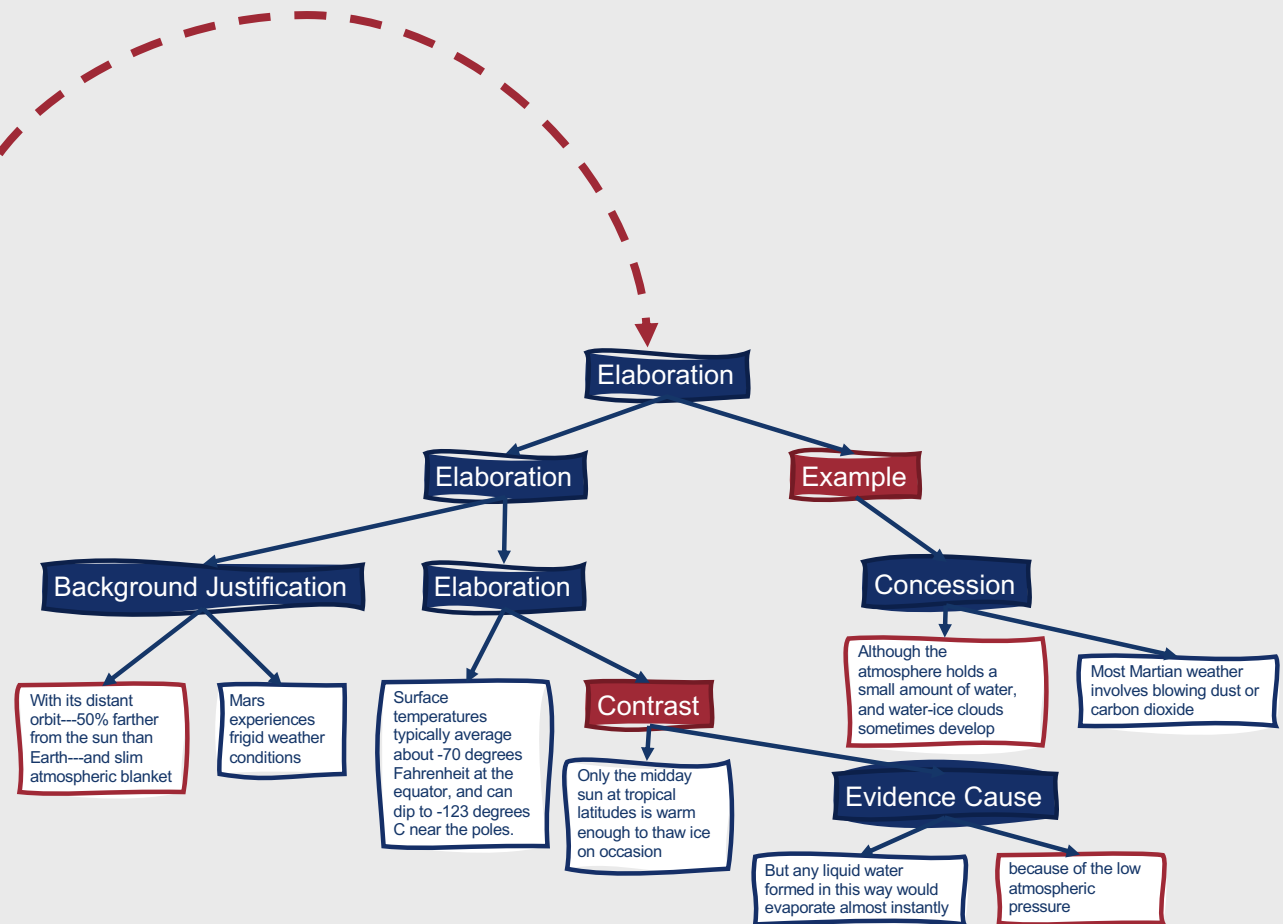 Elaboration
Elaboration
Example
Background Justification
Elaboration
Concession
With its distant
orbit---50% farther
from the sun than
Earth---and slim
atmospheric blanket
Mars
experiences
frigid weather
conditions
Surface
temperatures
typically average
about -70 degrees
Fahrenheit at the
equator, and can
dip to -123 degrees
C near the poles.
Contrast
Although the
atmosphere holds a
small amount of water,
and water-ice clouds
sometimes develop
Most Martian weather
involves blowing dust or
carbon dioxide
Only the midday
sun at tropical
latitudes is warm
enough to thaw ice
on occasion
Evidence Cause
But any liquid water
formed in this way would
evaporate almost instantly
because of the low
atmospheric
pressure